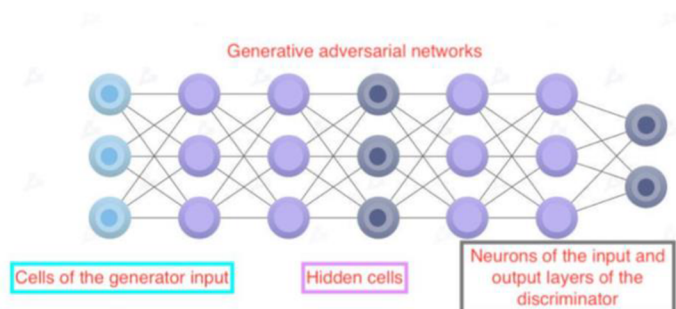 Generative adversarial networks
Cells of the generator input
Hidden cells
Neurons of the input and
output layers of the
discriminator